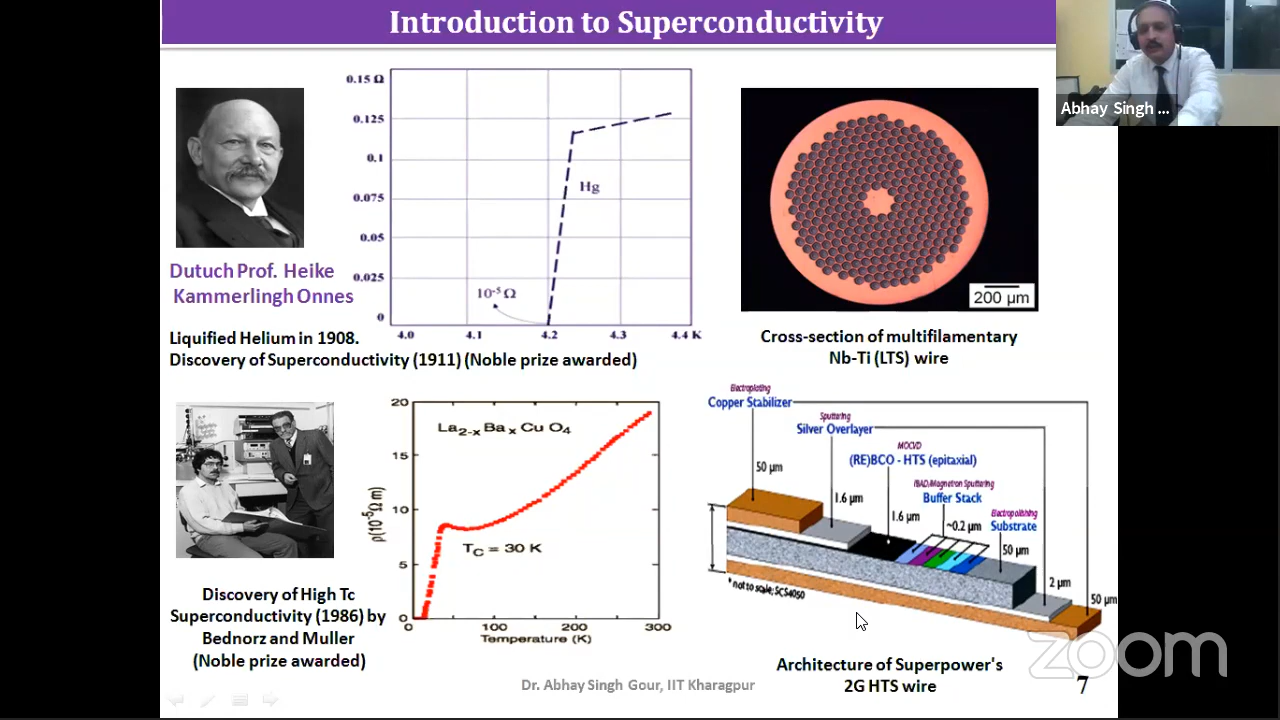 Introduction to Superconductivity
Abhay Singh ...
0.15 Ω
0.125
0.1
0.075
0.05
0.025
0
Hg
10⁻⁵ Ω
4.0 4.1 4.2 4.3 4.4 K
Dutuch Prof. Heike
Kammerlingh Onnes
Liquified Helium in 1908.
Discovery of Superconductivity (1911) (Noble prize awarded)
200 µm
Cross-section of multifilamentary
Nb-Ti (LTS) wire
20
15
10
5
0
ρ(10⁻⁵Ω m)
La₂₋ₓBaₓCu O₄
T_C = 30 K
0 100 200 300
Temperature (K)
Discovery of High Tc
Superconductivity (1986) by
Bednorz and Muller
(Noble prize awarded)
Electroplating
Copper Stabilizer
Sputtering
Silver Overlayer
MOCVD
(RE)BCO - HTS (epitaxial)
IBAD/Magnetron Sputtering
Buffer Stack
Electropolishing
Substrate
50 µm
1.6 µm
1.6 µm
~0.2 µm
50 µm
2 µm
50 µm
* not to scale; SCS4050
Architecture of Superpower's
2G HTS wire
Dr. Abhay Singh Gour, IIT Kharagpur
7
zoom